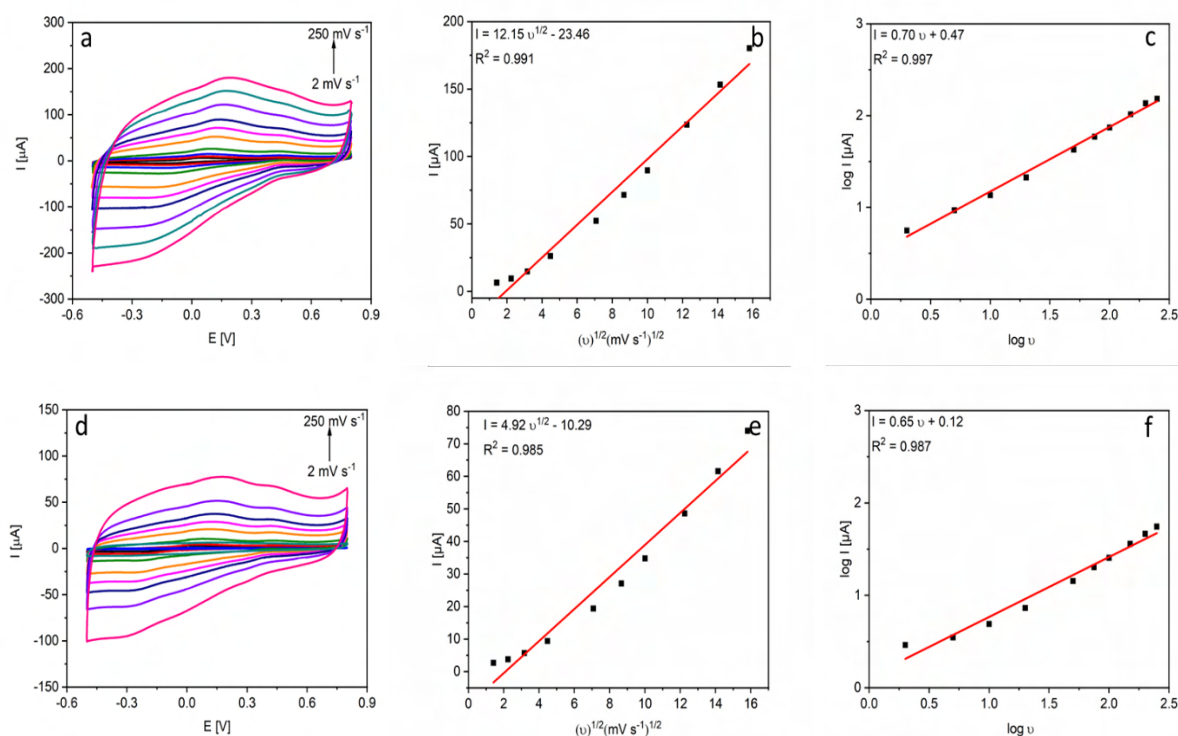 a
250 mV s⁻¹
2 mV s⁻¹
300
200
100
0
-100
-200
-300
I [µA]
-0.6 -0.3 0.0 0.3 0.6 0.9
E [V]
b
I = 12.15 υ¹/² - 23.46
R² = 0.991
200
150
100
50
0
I [µA]
0 2 4 6 8 10 12 14 16
(υ)¹/²(mV s⁻¹)¹/²
c
I = 0.70 υ + 0.47
R² = 0.997
3
2
1
0
log I [µA]
0.0 0.5 1.0 1.5 2.0 2.5
log υ
d
250 mV s⁻¹
2 mV s⁻¹
150
100
50
0
-50
-100
-150
I [µA]
-0.6 -0.3 0.0 0.3 0.6 0.9
E [V]
e
I = 4.92 υ¹/² - 10.29
R² = 0.985
80
70
60
50
40
30
20
10
0
I [µA]
0 2 4 6 8 10 12 14 16
(υ)¹/²(mV s⁻¹)¹/²
f
I = 0.65 υ + 0.12
R² = 0.987
3
2
1
0
log I [µA]
0.0 0.5 1.0 1.5 2.0 2.5
log υ